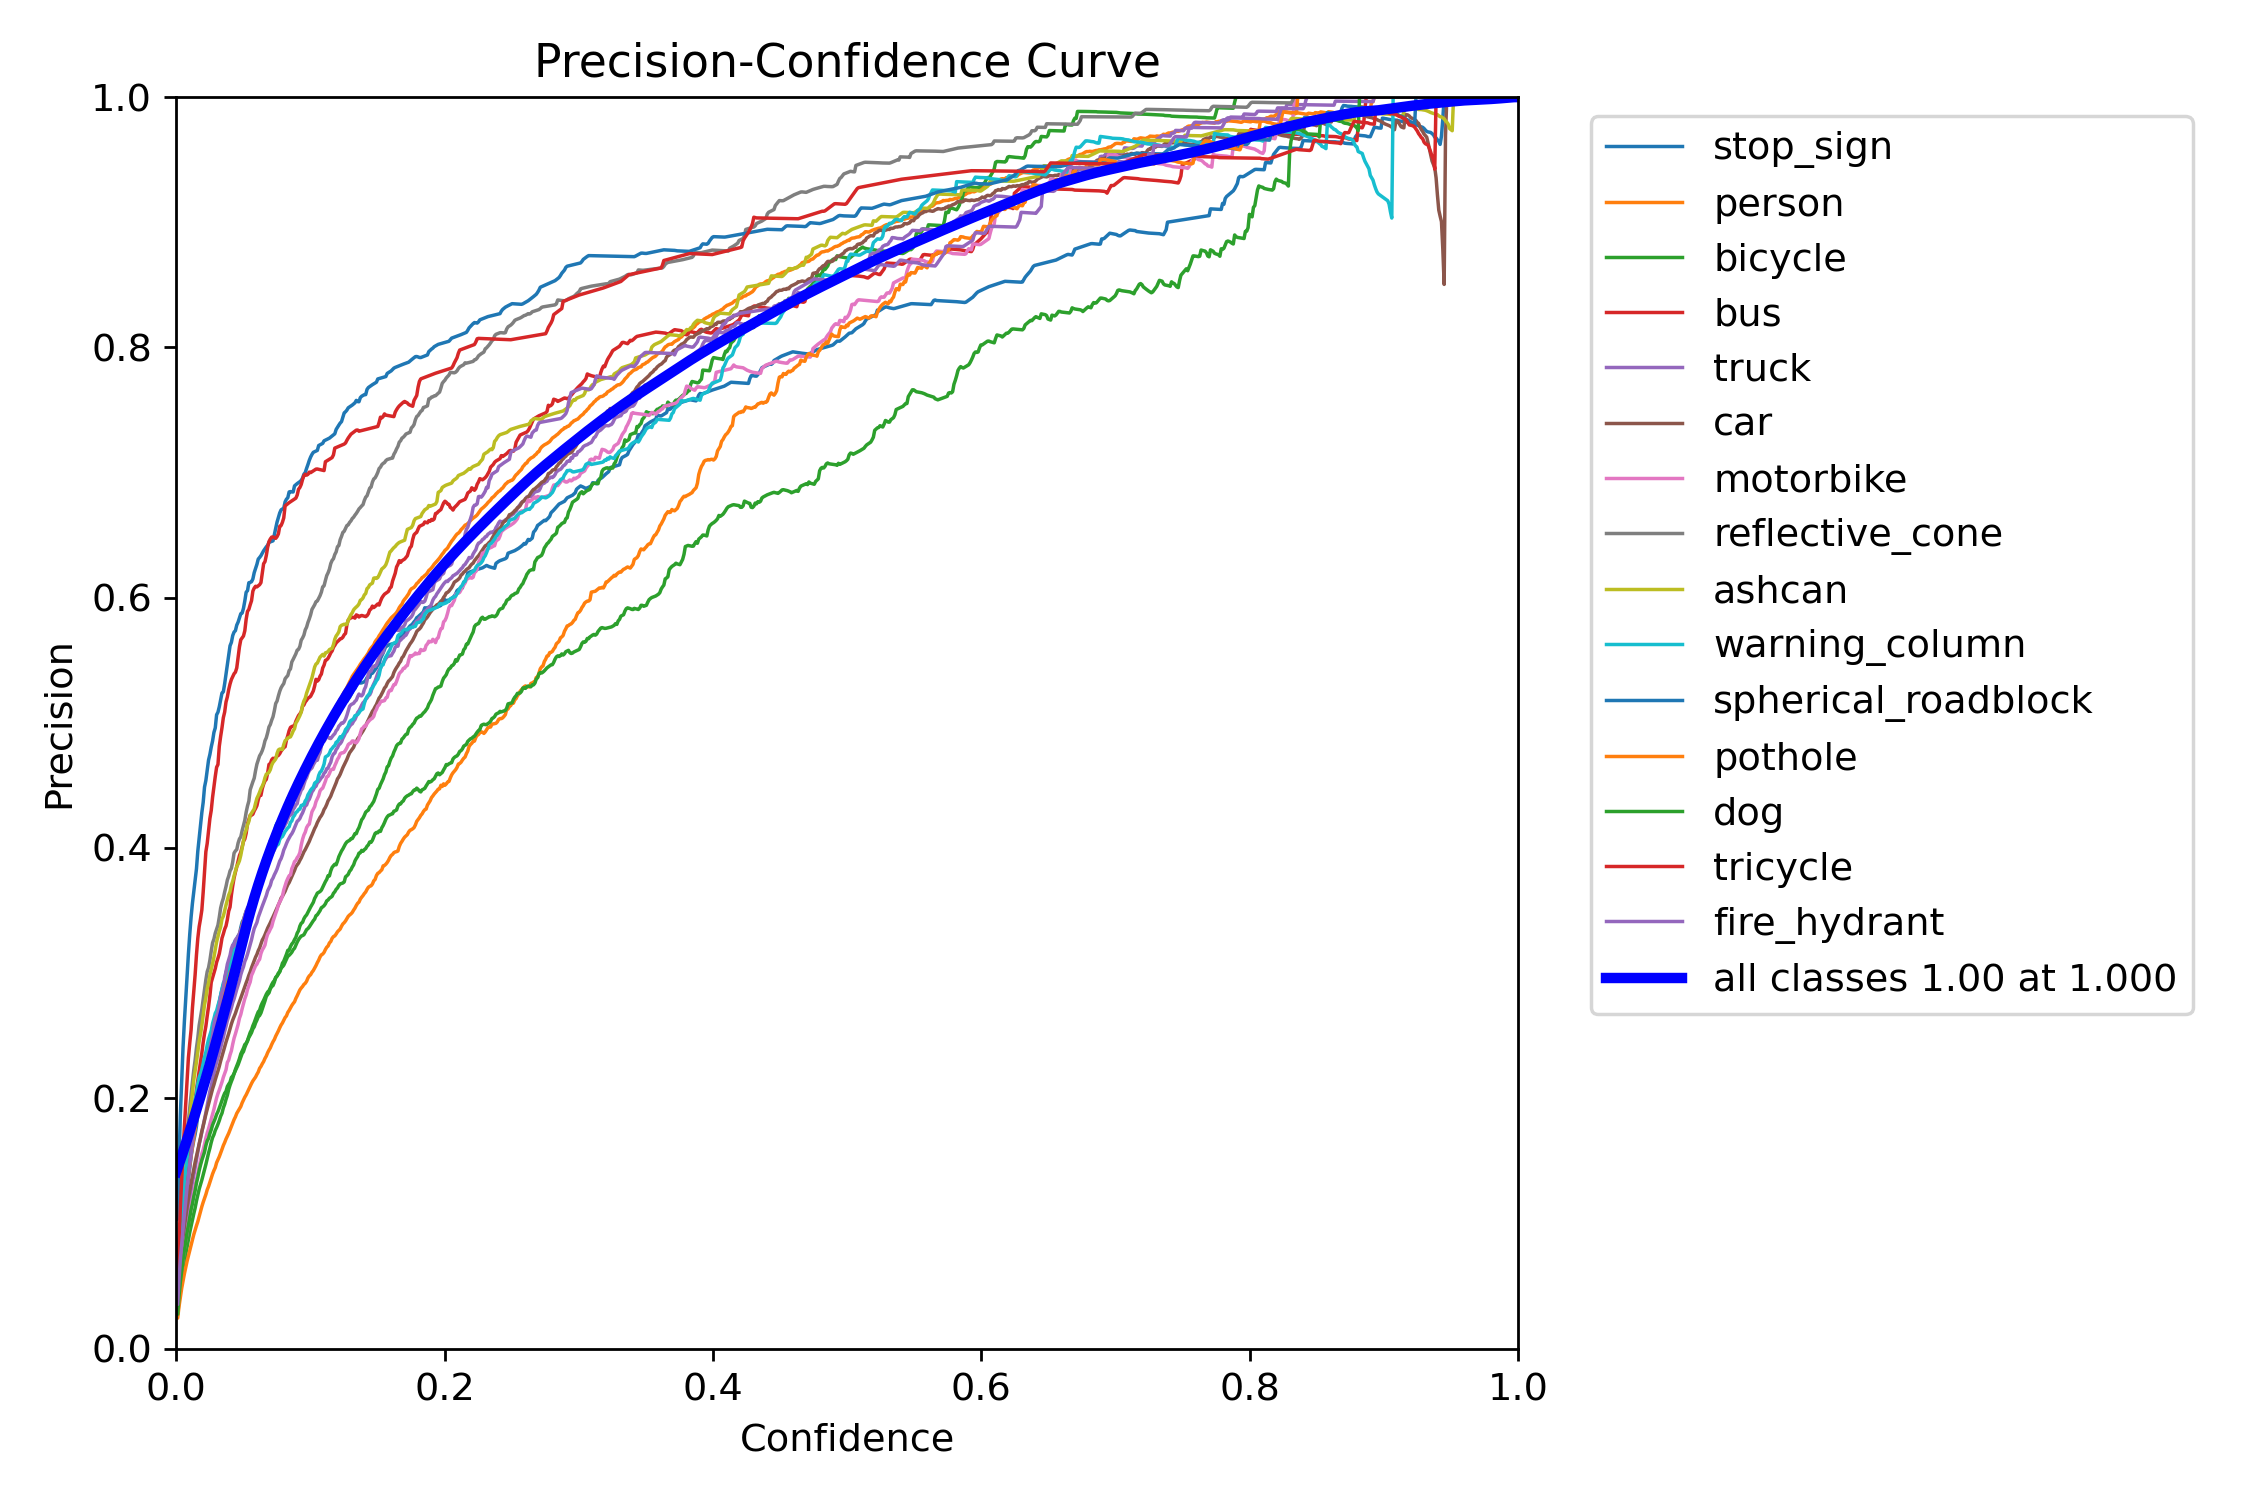 Precision-Confidence Curve
1.0
0.8
0.6
0.4
0.2
0.0
Precision
0.0 0.2 0.4 0.6 0.8 1.0
Confidence
stop_sign
person
bicycle
bus
truck
car
motorbike
reflective_cone
ashcan
warning_column
spherical_roadblock
pothole
dog
tricycle
fire_hydrant
all classes 1.00 at 1.000